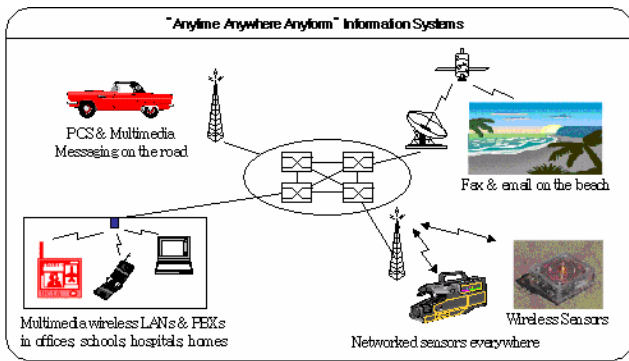 "Anytime Anywhere Anyform" Information Systems
PCS & Multimedia
Messaging on the road
Fax & email on the beach
Multimedia wireless LANs & PBXs
in offices, schools, hospitals, homes
Wireless Sensors
Networked sensors everywhere